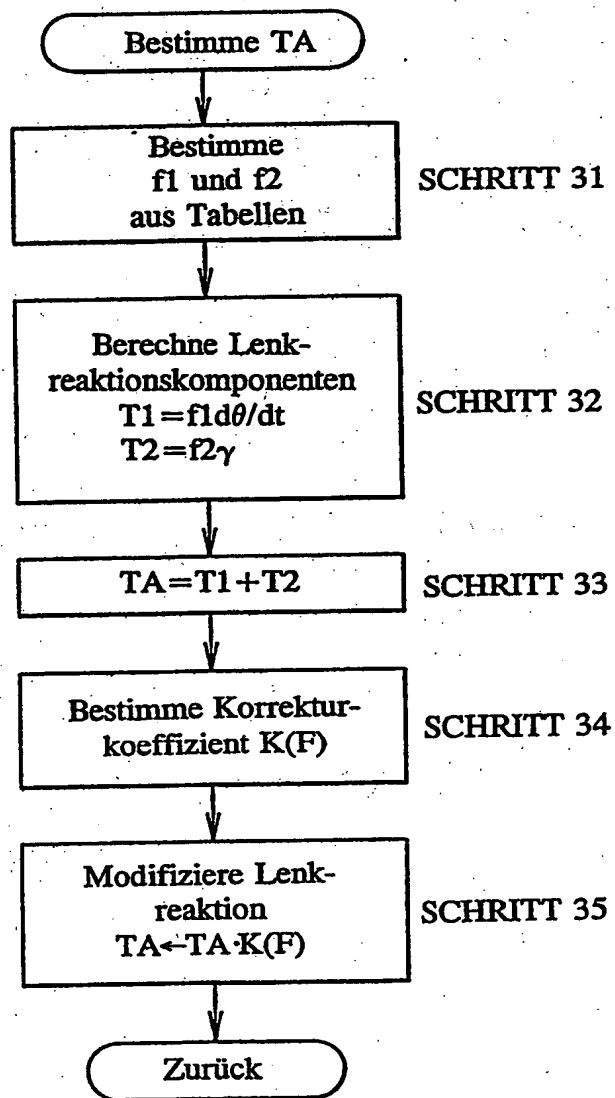 Bestimme TA
Bestimme
f1 und f2
aus Tabellen
SCHRITT 31
Berechne Lenk-
reaktionskomponenten
T1=f1dθ/dt
T2=f2γ
SCHRITT 32
TA=T1+T2
SCHRITT 33
Bestimme Korrektur-
koeffizient K(F)
SCHRITT 34
Modifiziere Lenk-
reaktion
TA←TA·K(F)
SCHRITT 35
Zurück